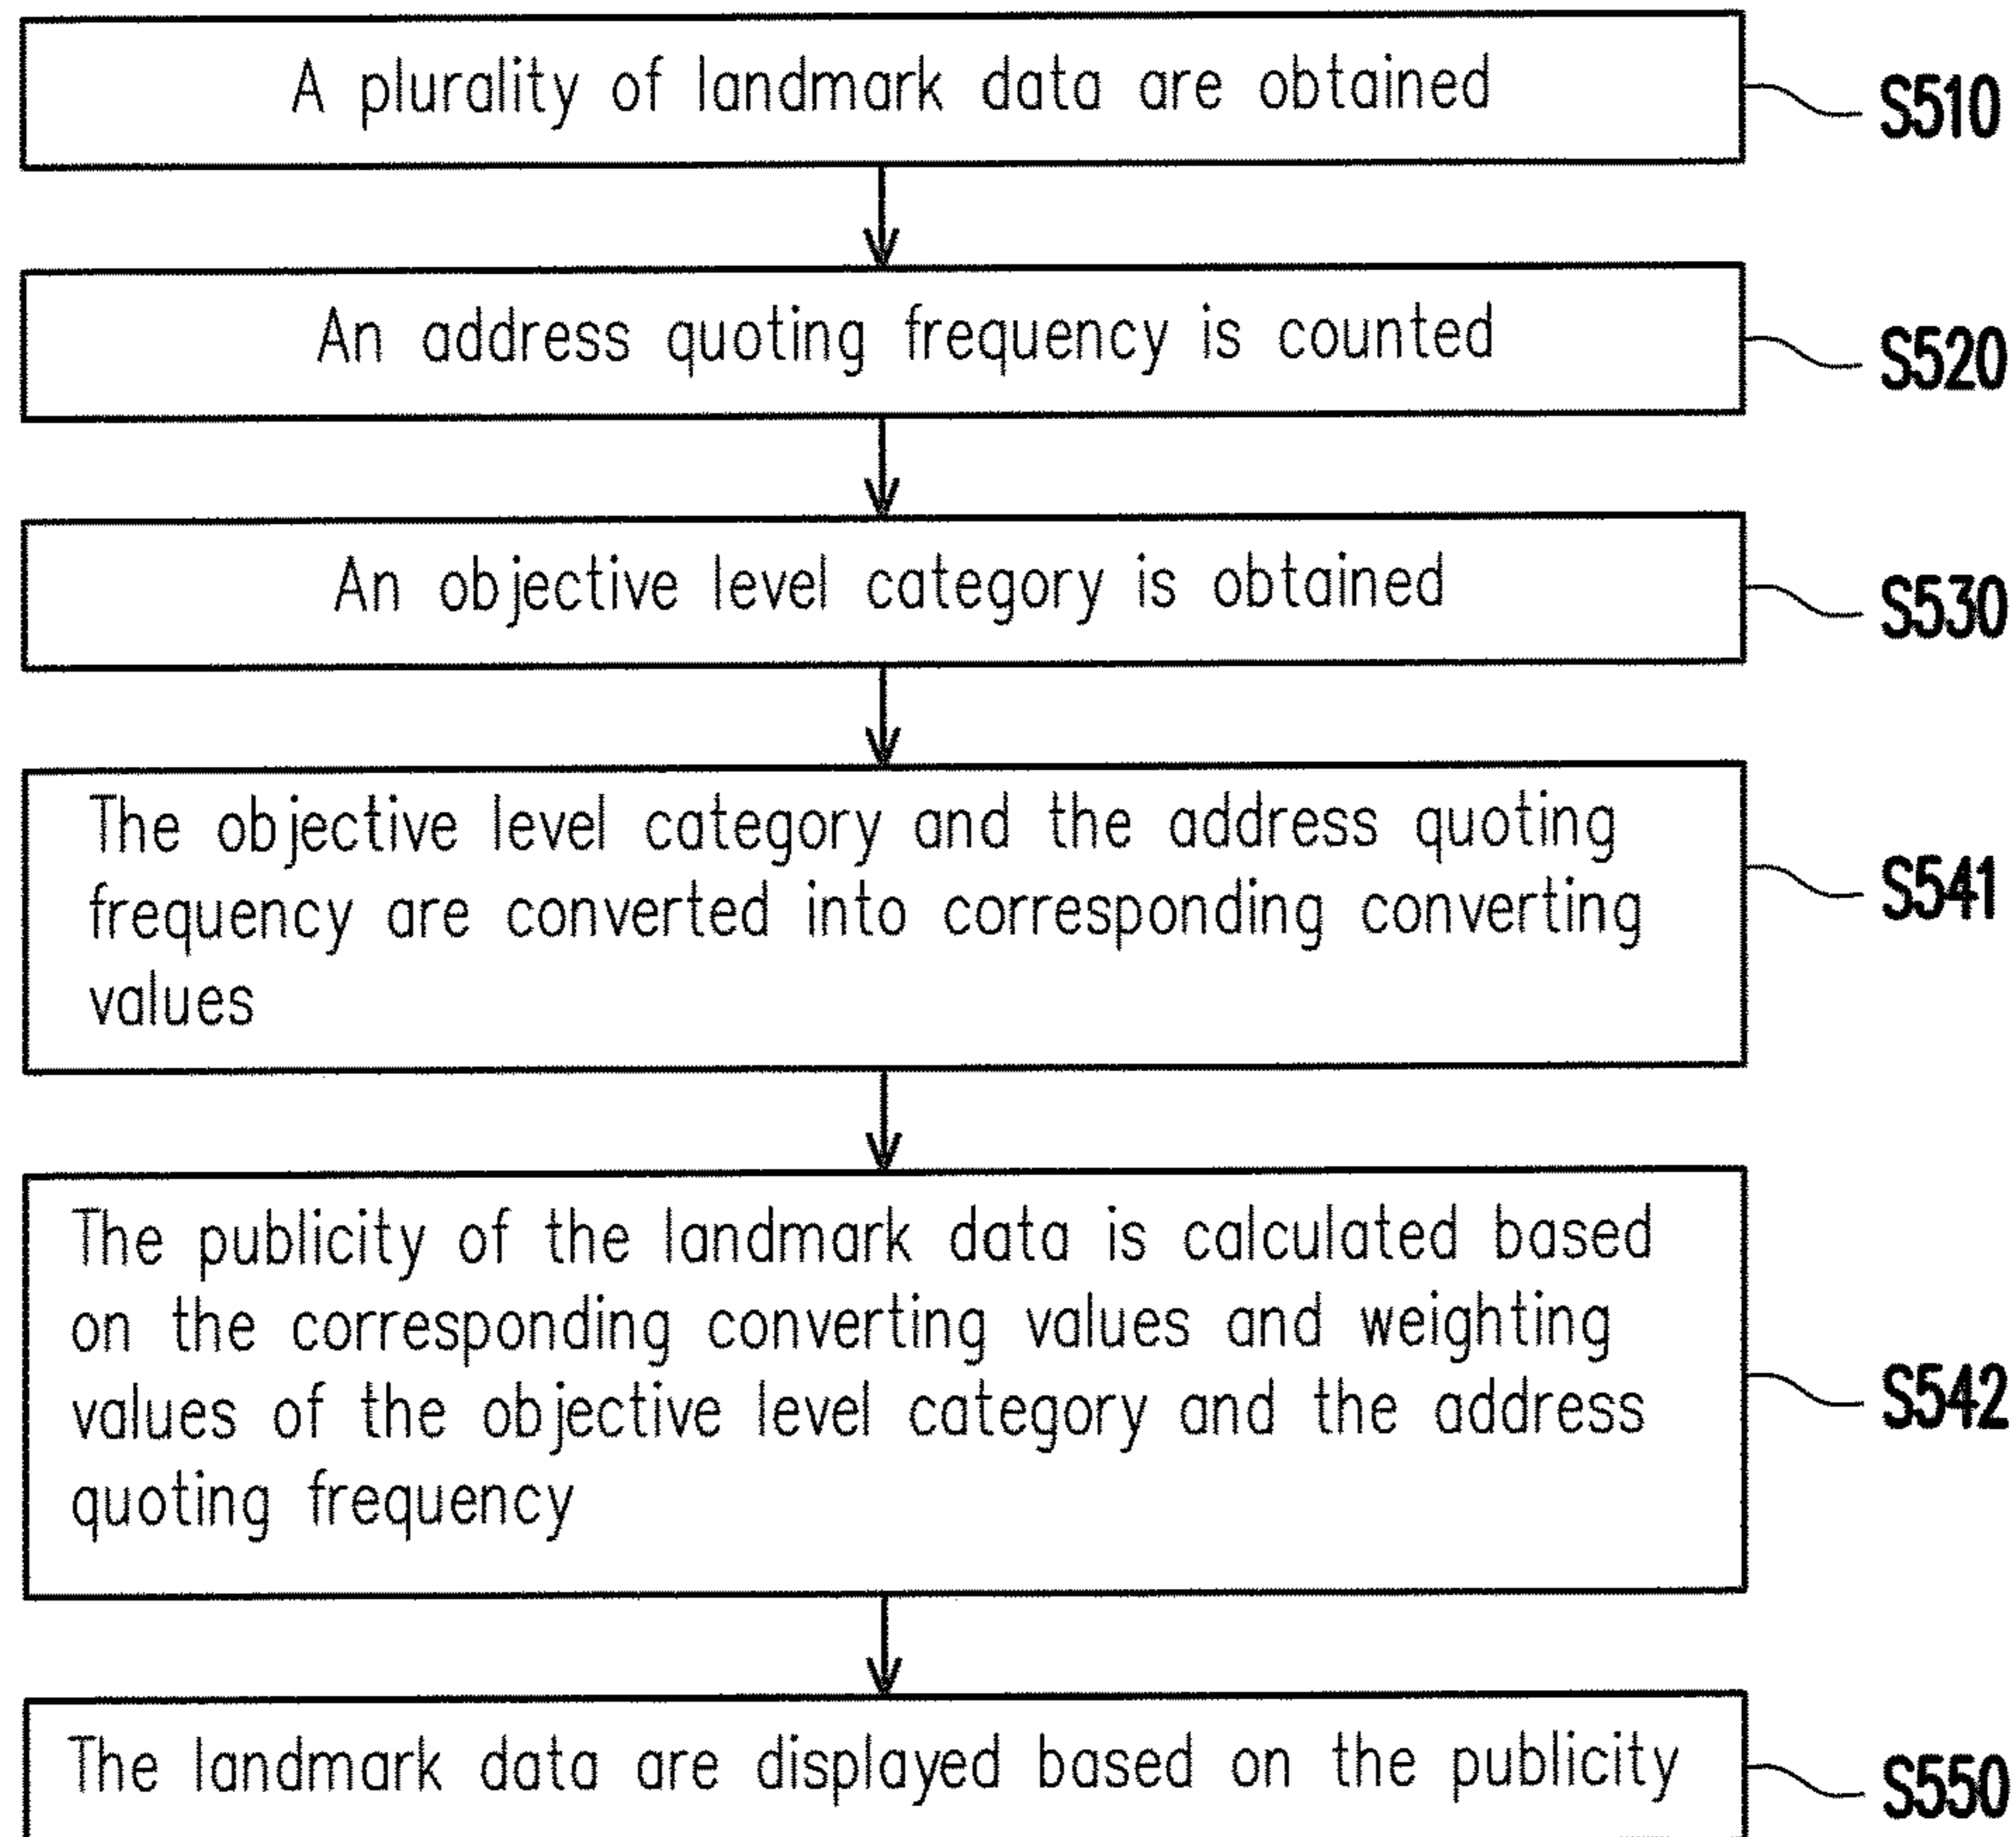 A plurality of landmark data are obtained
S510
An address quoting frequency is counted
S520
An objective level category is obtained
S530
The objective level category and the address quoting
frequency are converted into corresponding converting
values
S541
The publicity of the landmark data is calculated based
on the corresponding converting values and weighting
values of the objective level category and the address
quoting frequency
S542
The landmark data are displayed based on the publicity
S550